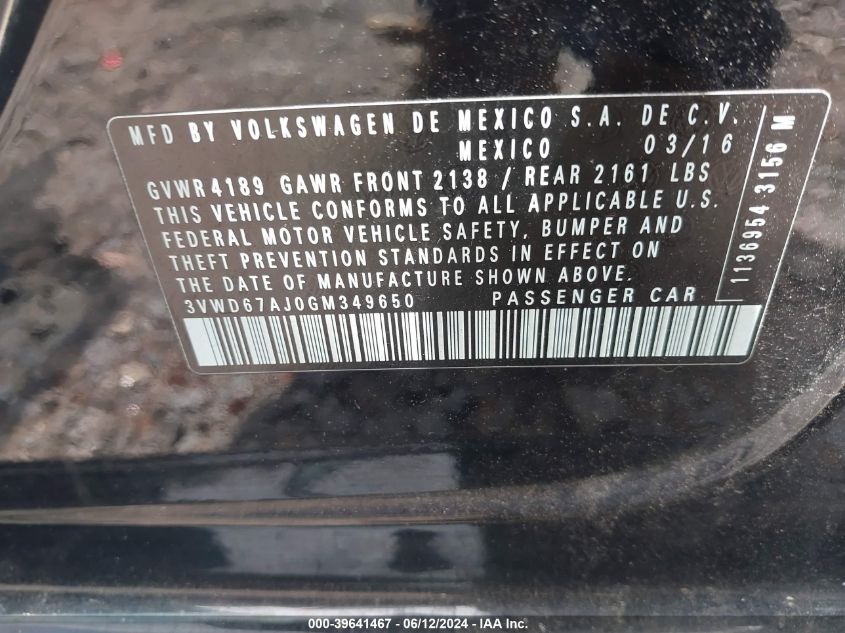 MFD BY VOLKSWAGEN DE MEXICO S.A. DE C.V.
MEXICO 03/16
GVWR 4189 GAWR FRONT 2138 / REAR 2161 LBS
THIS VEHICLE CONFORMS TO ALL APPLICABLE U.S.
FEDERAL MOTOR VEHICLE SAFETY, BUMPER AND
THEFT PREVENTION STANDARDS IN EFFECT ON
THE DATE OF MANUFACTURE SHOWN ABOVE.
3VWD67AJ0GM349650 PASSENGER CAR
1136954 3156 M
000-39641467 - 06/12/2024 - IAA Inc.